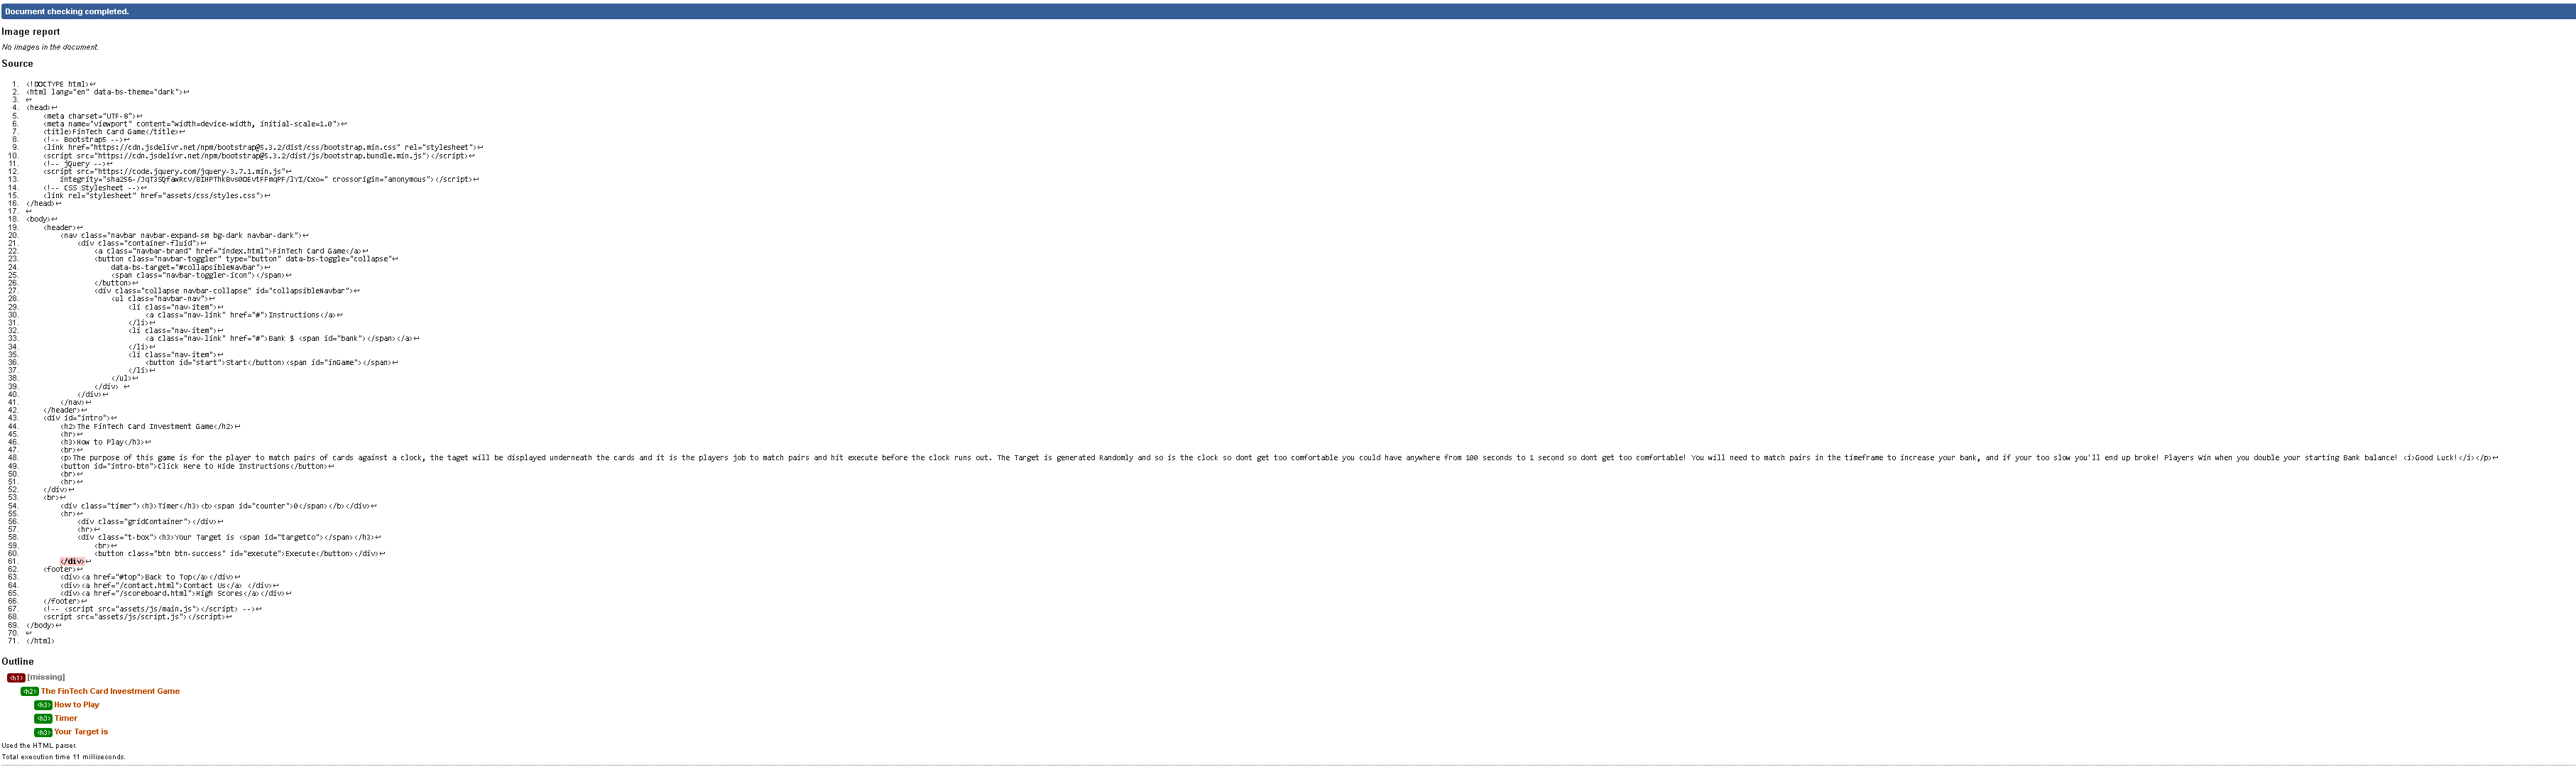 Document checking completed.
Image report
No images in the document.
Source
1. <!DOCTYPE html>↩
2. <html lang="en" data-bs-theme="dark">↩
3. ↩
4. <head>↩
5. <meta charset="UTF-8">↩
6. <meta name="viewport" content="width=device-width, initial-scale=1.0">↩
7. <title>FinTech Card Game</title>↩
8. <!-- Bootstrap5 -->↩
9. <link href="https://cdn.jsdelivr.net/npm/bootstrap@5.3.2/dist/css/bootstrap.min.css" rel="stylesheet">↩
10. <script src="https://cdn.jsdelivr.net/npm/bootstrap@5.3.2/dist/js/bootstrap.bundle.min.js"></script>↩
11. <!-- jQuery -->↩
12. <script src="https://code.jquery.com/jquery-3.7.1.min.js"↩
13. crossorigin="anonymous"></script>↩
14. <!-- CSS Stylesheet -->↩
15. <link rel="stylesheet" href="assets/css/styles.css">↩
16. </head>↩
17. ↩
18. <body>↩
19. <header>↩
20. <nav class="navbar navbar-expand-sm bg-dark navbar-dark">↩
21. <div class="container-fluid">↩
22. <a class="navbar-brand" href="index.html">FinTech Card Game</a>↩
23. <button class="navbar-toggler" type="button" data-bs-toggle="collapse"↩
24. data-bs-target="#collapsibleNavbar">↩
25. <span class="navbar-toggler-icon"></span>↩
26. </button>↩
27. <div class="collapse navbar-collapse" id="collapsibleNavbar">↩
28. <ul class="navbar-nav">↩
29. <li class="nav-item">↩
30. <a class="nav-link" href="#">Instructions</a>↩
31. </li>↩
32. <li class="nav-item">↩
33. <a class="nav-link" href="#">Bank $ <span id="bank"></span></a>↩
34. </li>↩
35. <li class="nav-item">↩
36. <button id="start">Start</button><span id="inGame"></span>↩
37. </li>↩
38. </ul>↩
39. </div> ↩
40. </div>↩
41. </nav>↩
42. </header>↩
43. <div id="intro">↩
44. <h2>The FinTech Card Investment Game</h2>↩
45. <hr>↩
46. <h3>How to Play</h3>↩
47. <br>↩
48. <p>The purpose of this game is for the player to match pairs of cards against a clock, the taget will be displayed underneath the cards and it is the players job to match pairs and hit execute before the clock runs out. The Target is generated Randomly and so is the clock so dont get too comfortable you could have anywhere from 100 seconds to 1 second so dont get too comfortable! You will need to match pairs in the timeframe to increase your bank, and if your too slow you'll end up broke! Players Win when you double your starting Bank balance! <i>Good Luck!</i></p>↩
49. <button id="intro-btn">Click Here to Hide Instructions</button>↩
50. <br>↩
51. <hr>↩
52. </div>↩
53. <br>↩
54. <div class="timer"><h3>Timer</h3><b><span id="counter">0</span></b></div>↩
55. <hr>↩
56. <div class="gridContainer"></div>↩
57. <hr>↩
58. <div class="t-box"><h3>Your Target is <span id="targetCo"></span></h3>↩
59. <br>↩
60. <button class="btn btn-success" id="execute">Execute</button></div>↩
61. </div>↩
62. <footer>↩
63. <div><a href="#top">Back to Top</a></div>↩
64. <div><a href="/contact.html">Contact Us</a> </div>↩
65. <div><a href="/scoreboard.html">High Scores</a></div>↩
66. </footer>↩
67. <!-- <script src="assets/js/main.js"></script> -->↩
68. <script src="assets/js/script.js"></script>↩
69. </body>↩
70. ↩
71. </html>
Outline
<h1> [missing]
<h2> The FinTech Card Investment Game
<h3> How to Play
<h3> Timer
<h3> Your Target is
Used the HTML parser.
Total execution time 11 milliseconds.